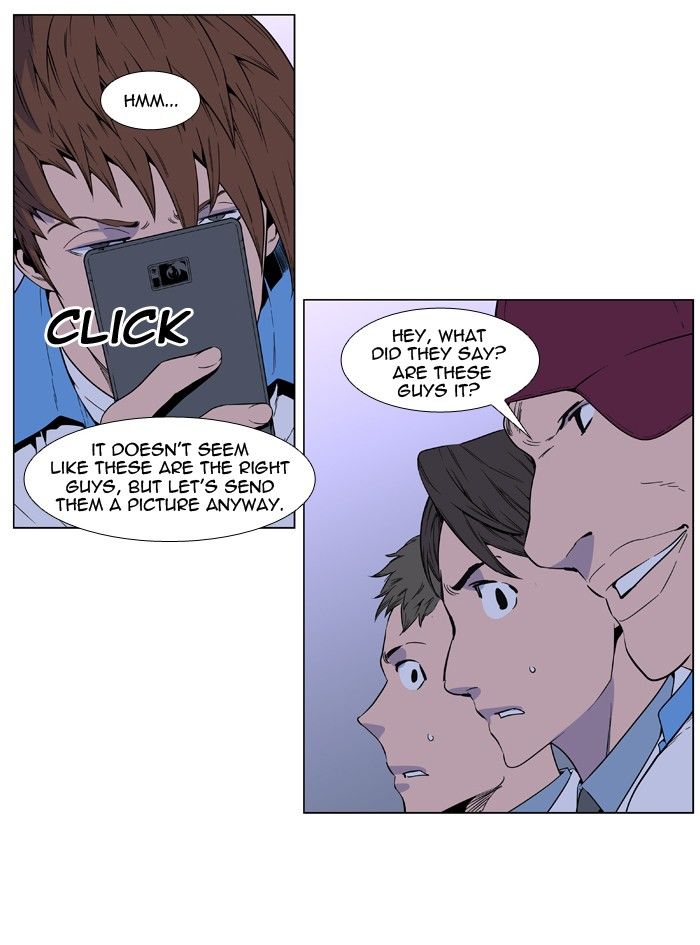 HMM...
CLICK
IT DOESN'T SEEM
LIKE THESE ARE THE RIGHT
GUYS, BUT LET'S SEND
THEM A PICTURE ANYWAY.
HEY, WHAT
DID THEY SAY?
ARE THESE
GUYS IT?